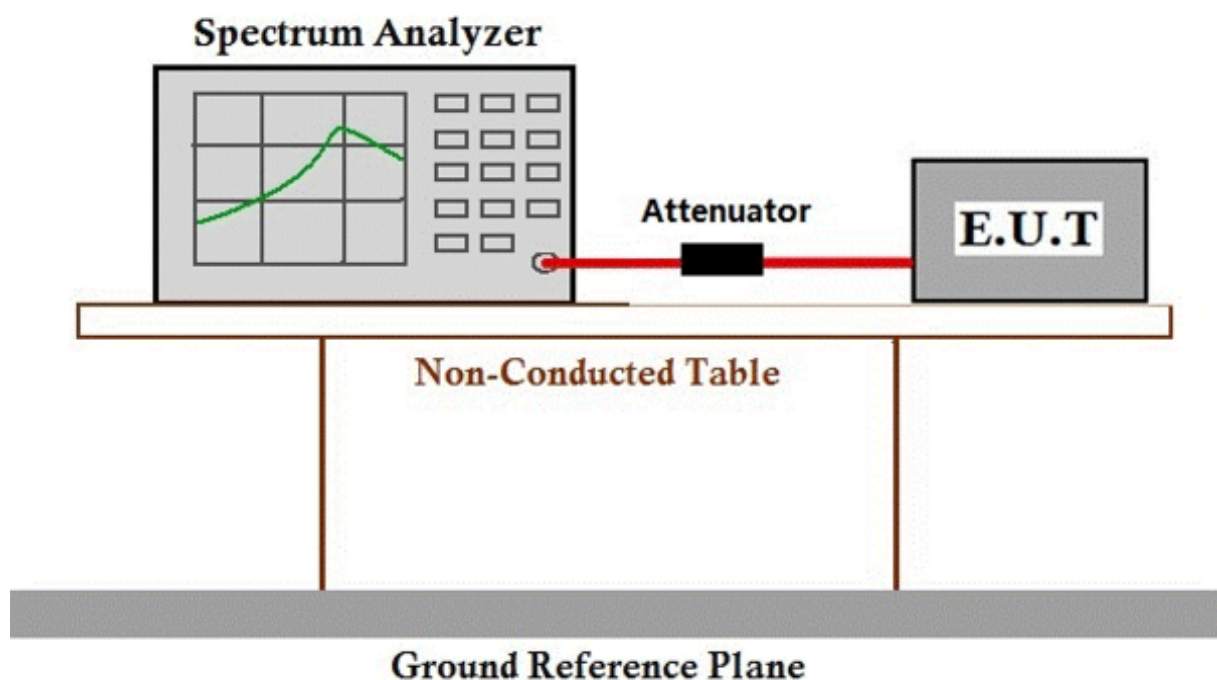 Spectrum Analyzer
Attenuator
E.U.T
Non-Conducted Table
Ground Reference Plane